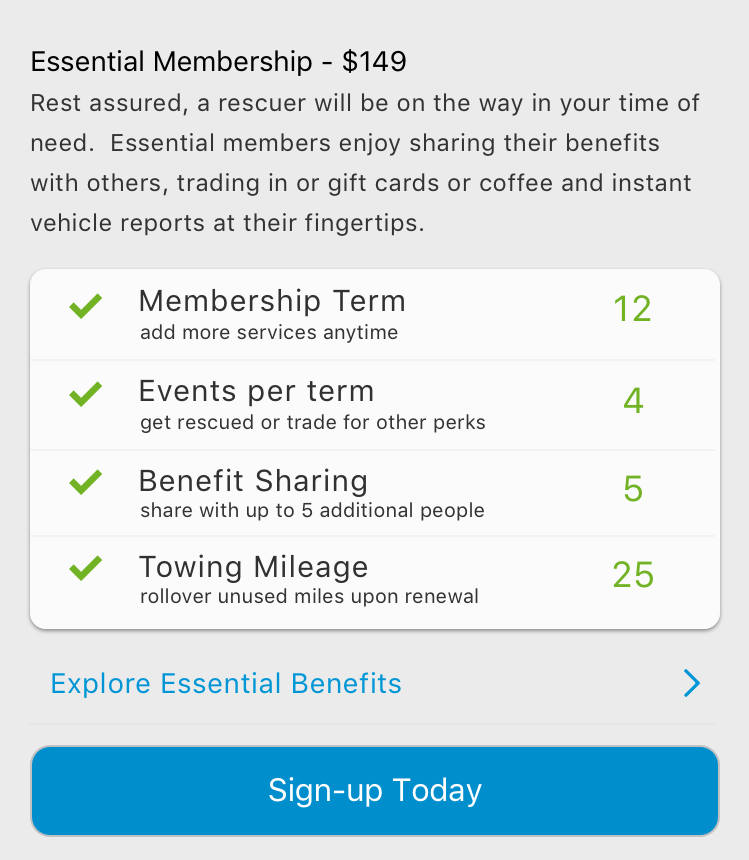 Essential Membership - $149
Rest assured, a rescuer will be on the way in your time of
need.  Essential members enjoy sharing their benefits
with others, trading in or gift cards or coffee and instant
vehicle reports at their fingertips.
Membership Term 12
add more services anytime
Events per term 4
get rescued or trade for other perks
Benefit Sharing 5
share with up to 5 additional people
Towing Mileage 25
rollover unused miles upon renewal
Explore Essential Benefits
Sign-up Today